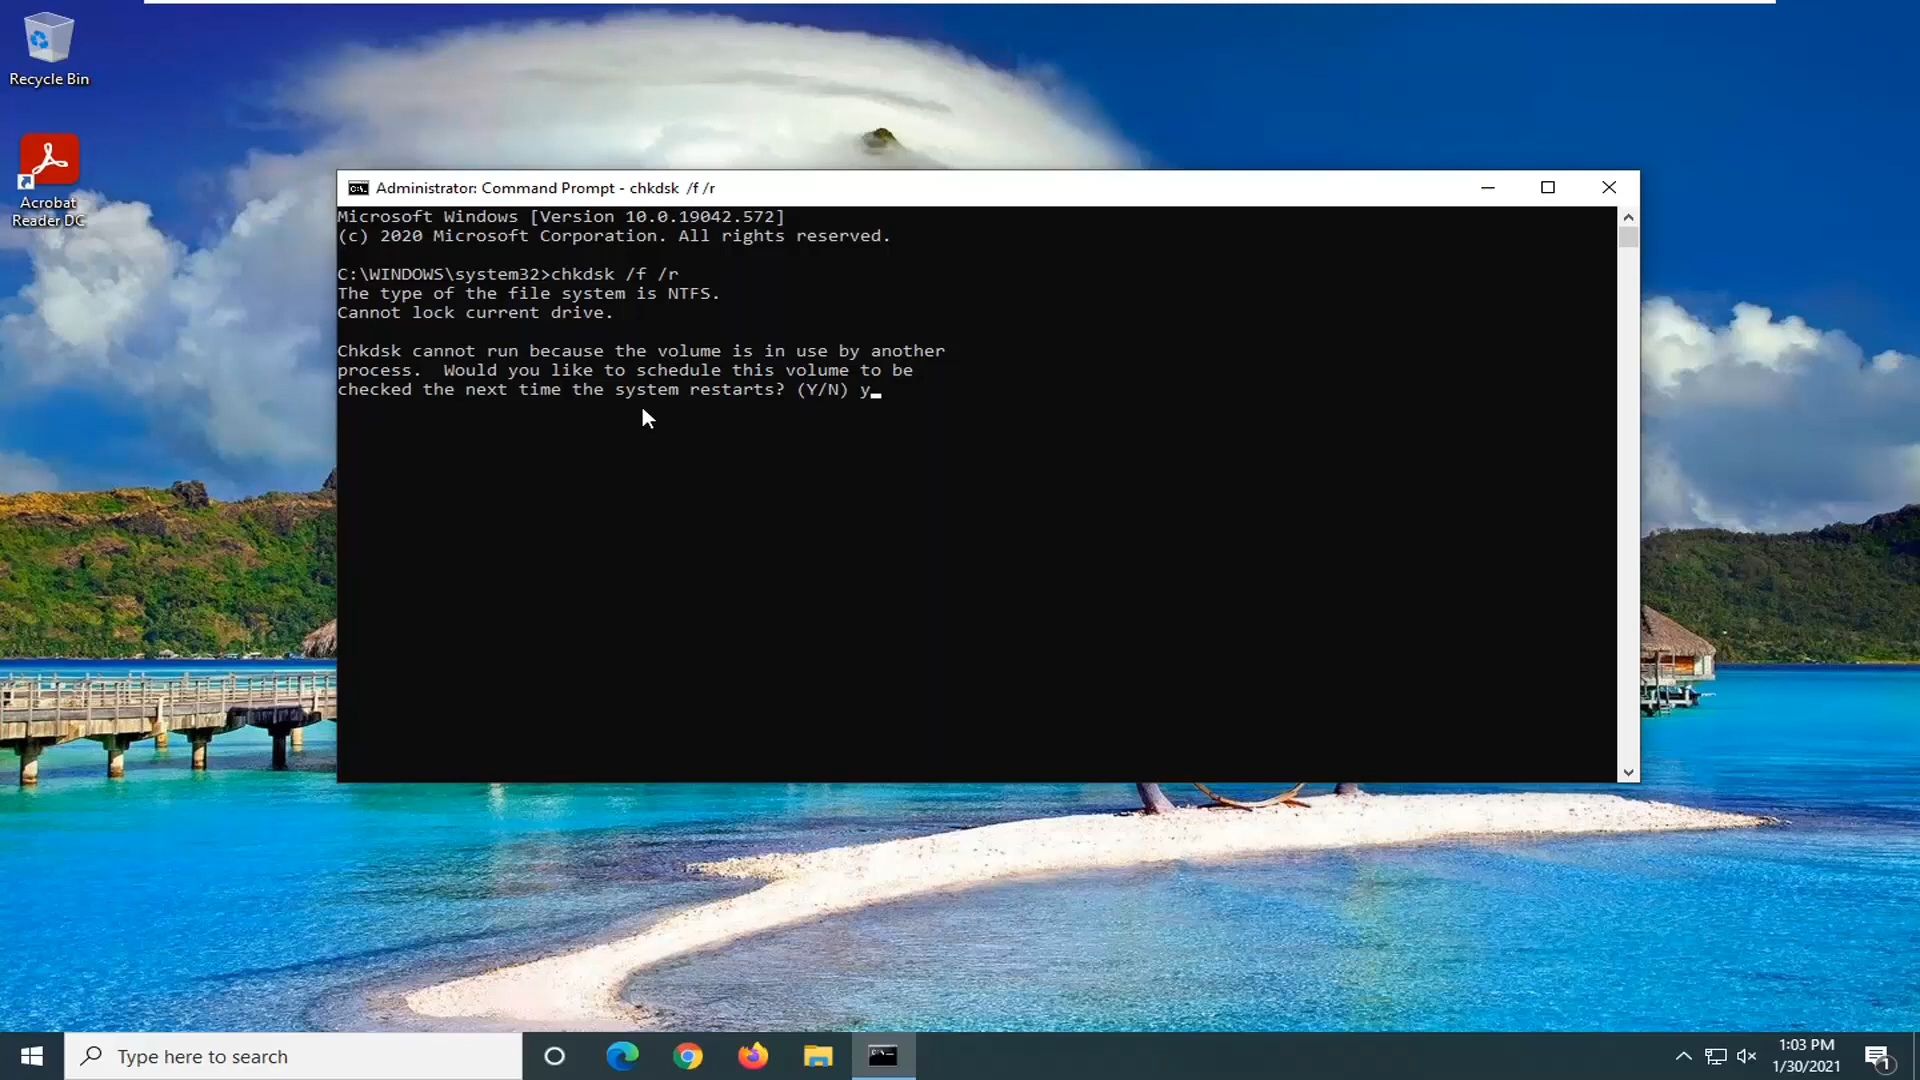 Recycle Bin
Acrobat
Reader DC
Administrator: Command Prompt - chkdsk /f /r
Microsoft Windows [Version 10.0.19042.572]
(c) 2020 Microsoft Corporation. All rights reserved.
C:\WINDOWS\system32>chkdsk /f /r
The type of the file system is NTFS.
Cannot lock current drive.
Chkdsk cannot run because the volume is in use by another
process.  Would you like to schedule this volume to be
checked the next time the system restarts? (Y/N) y
Type here to search
1:03 PM
1/30/2021
1